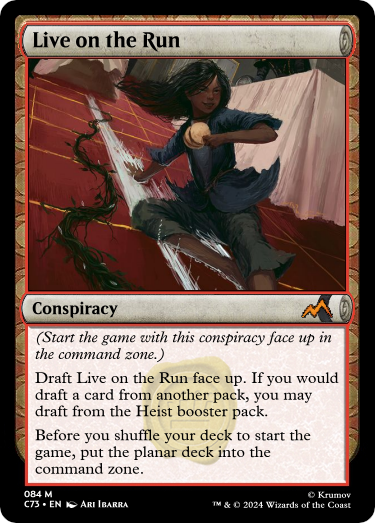 Live on the Run
Conspiracy
(Start the game with this conspiracy face up in
the command zone.)
Draft Live on the Run face up. If you would
draft a card from another pack, you may
draft from the Heist booster pack.
Before you shuffle your deck to start the
game, put the planar deck into the
command zone.
084 M
C73 • EN Ari Ibarra
© Krumov
™ & © 2024 Wizards of the Coast